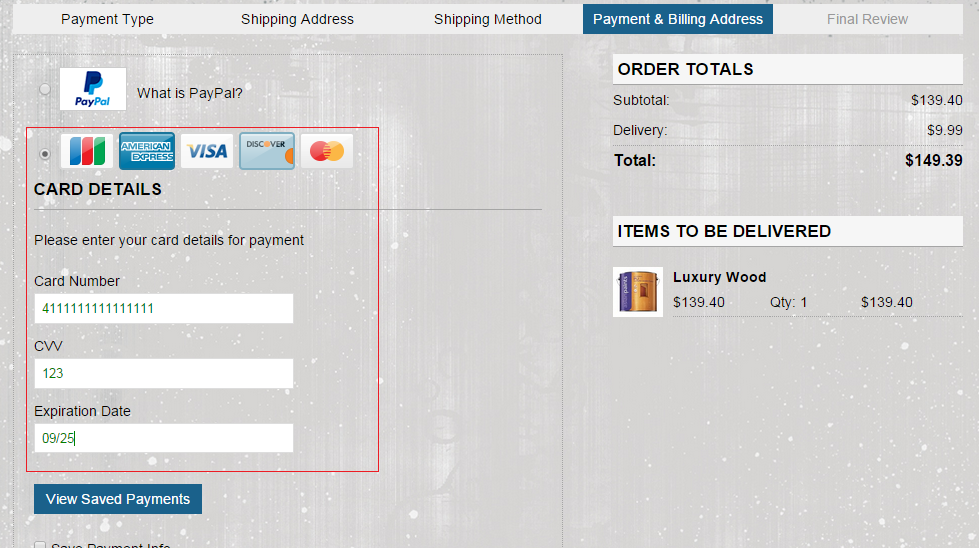 Payment Type Shipping Address Shipping Method Payment & Billing Address Final Review
PayPal What is PayPal?
AMERICAN EXPRESS VISA DISCOVER
CARD DETAILS
Please enter your card details for payment
Card Number
4111111111111111
CVV
123
Expiration Date
09/25
View Saved Payments
Save Payment Info
ORDER TOTALS
Subtotal: $139.40
Delivery: $9.99
Total: $149.39
ITEMS TO BE DELIVERED
Luxury Wood
$139.40 Qty: 1 $139.40